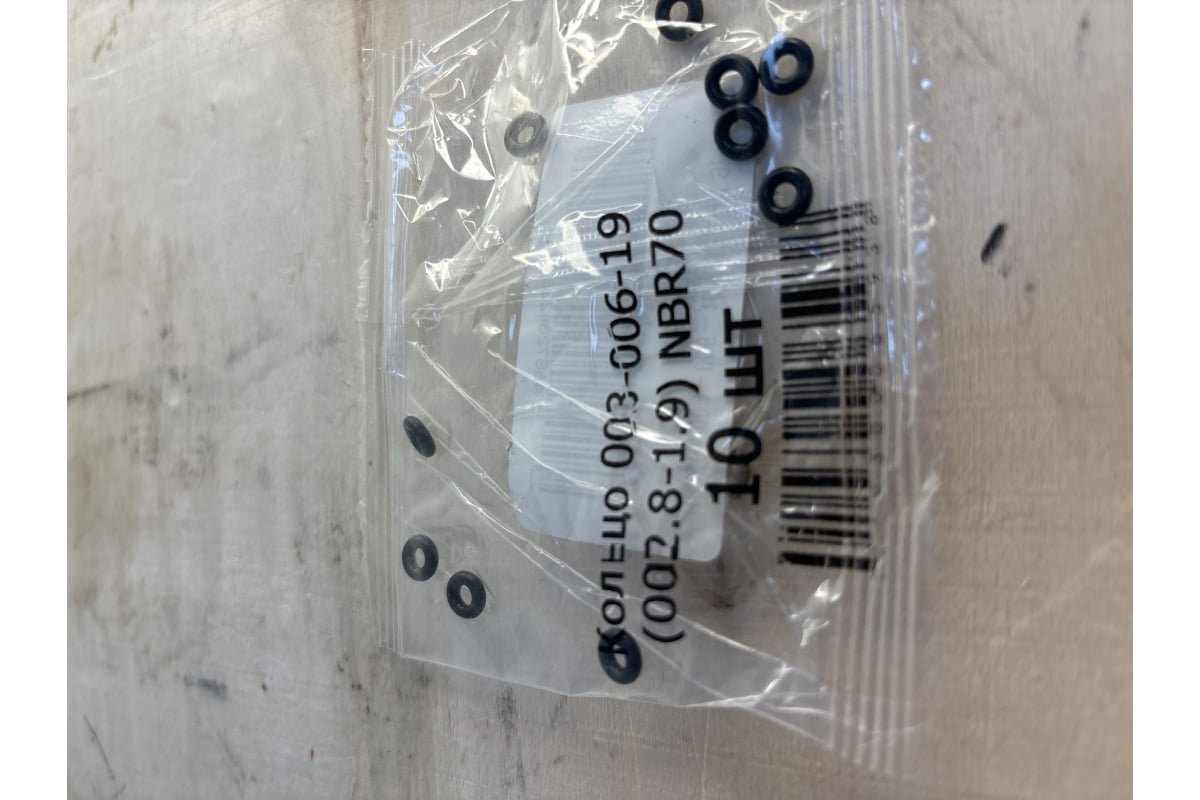 Кольцо 003-006-19
(002.8-1.9) NBR70
10 шт